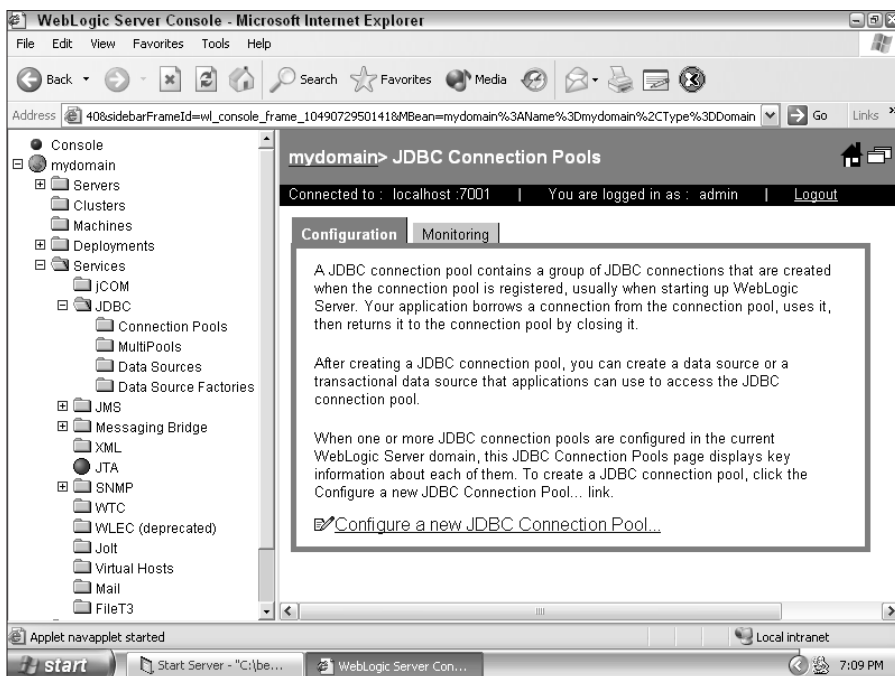 WebLogic Server Console - Microsoft Internet Explorer
File Edit View Favorites Tools Help
Back Search Favorites Media
Address 40&sidebarFrameId=wl_console_frame_1049072950141&MBean=mydomain%3AName%3Dmydomain%2CType%3DDomain Go Links »
Console
mydomain
Servers
Clusters
Machines
Deployments
Services
jCOM
JDBC
Connection Pools
MultiPools
Data Sources
Data Source Factories
JMS
Messaging Bridge
XML
JTA
SNMP
WTC
WLEC (deprecated)
Jolt
Virtual Hosts
Mail
FileT3
mydomain> JDBC Connection Pools
Connected to : localhost :7001 | You are logged in as : admin | Logout
Configuration Monitoring
A JDBC connection pool contains a group of JDBC connections that are created
when the connection pool is registered, usually when starting up WebLogic
Server. Your application borrows a connection from the connection pool, uses it,
then returns it to the connection pool by closing it.
After creating a JDBC connection pool, you can create a data source or a
transactional data source that applications can use to access the JDBC
connection pool.
When one or more JDBC connection pools are configured in the current
WebLogic Server domain, this JDBC Connection Pools page displays key
information about each of them. To create a JDBC connection pool, click the
Configure a new JDBC Connection Pool... link.
Configure a new JDBC Connection Pool...
Applet navapplet started Local intranet
start Start Server - "C:\be... WebLogic Server Con... 7:09 PM